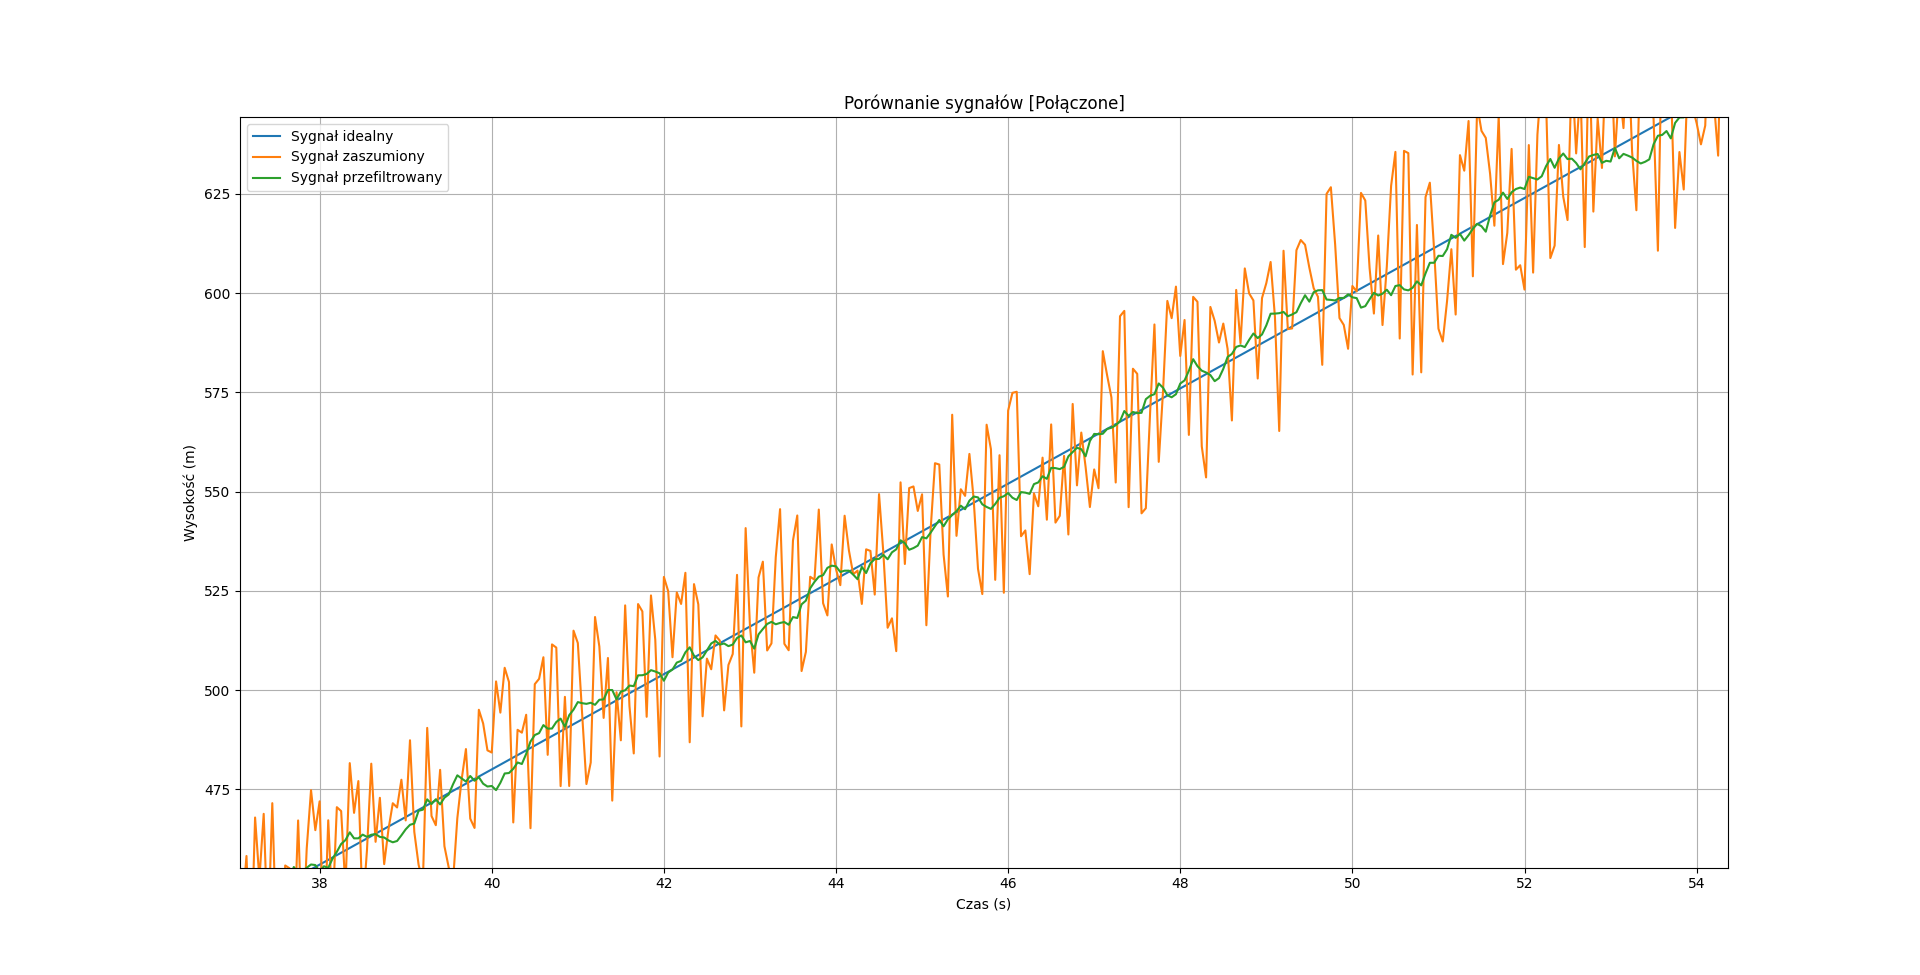 Porównanie sygnałów [Połączone]
Sygnał idealny
Sygnał zaszumiony
Sygnał przefiltrowany
Wysokość (m)
625
600
575
550
525
500
475
38 40 42 44 46 48 50 52 54
Czas (s)